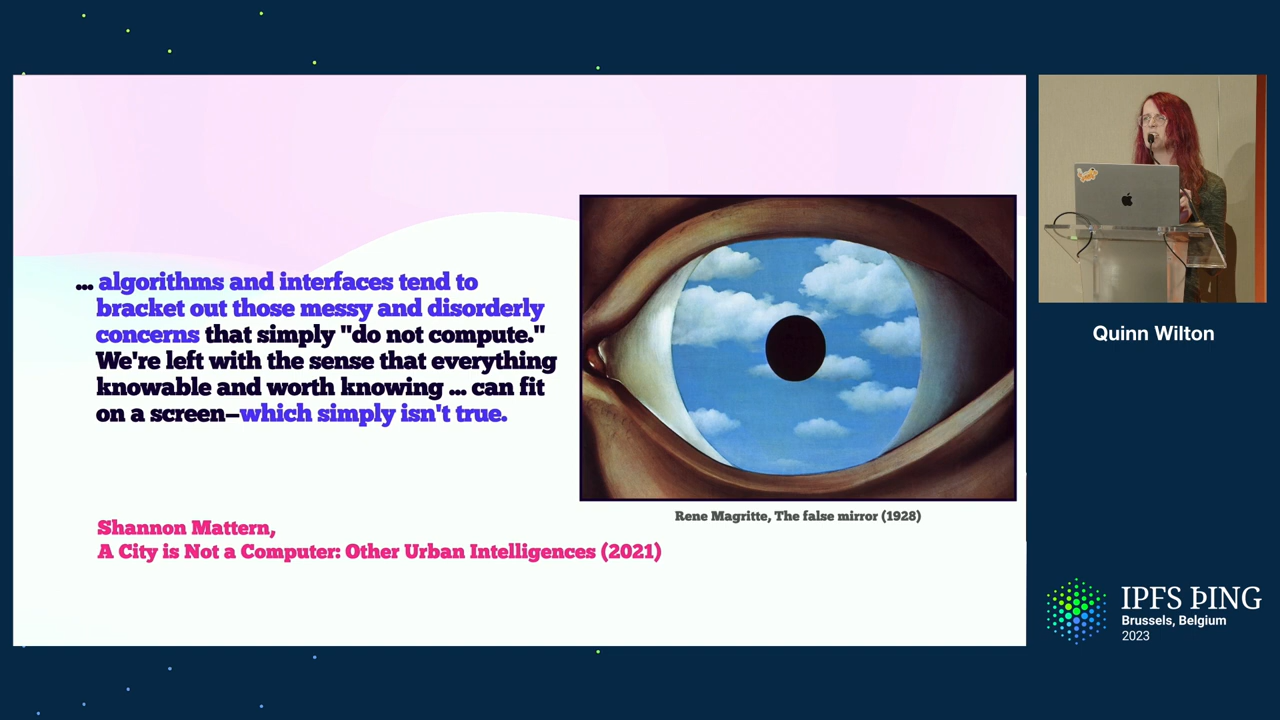 ... algorithms and interfaces tend to
bracket out those messy and disorderly
concerns that simply "do not compute."
We're left with the sense that everything
knowable and worth knowing ... can fit
on a screen—which simply isn't true.
Shannon Mattern,
A City is Not a Computer: Other Urban Intelligences (2021)
Rene Magritte, The false mirror (1928)
Quinn Wilton
IPFS ÞING
Brussels, Belgium
2023